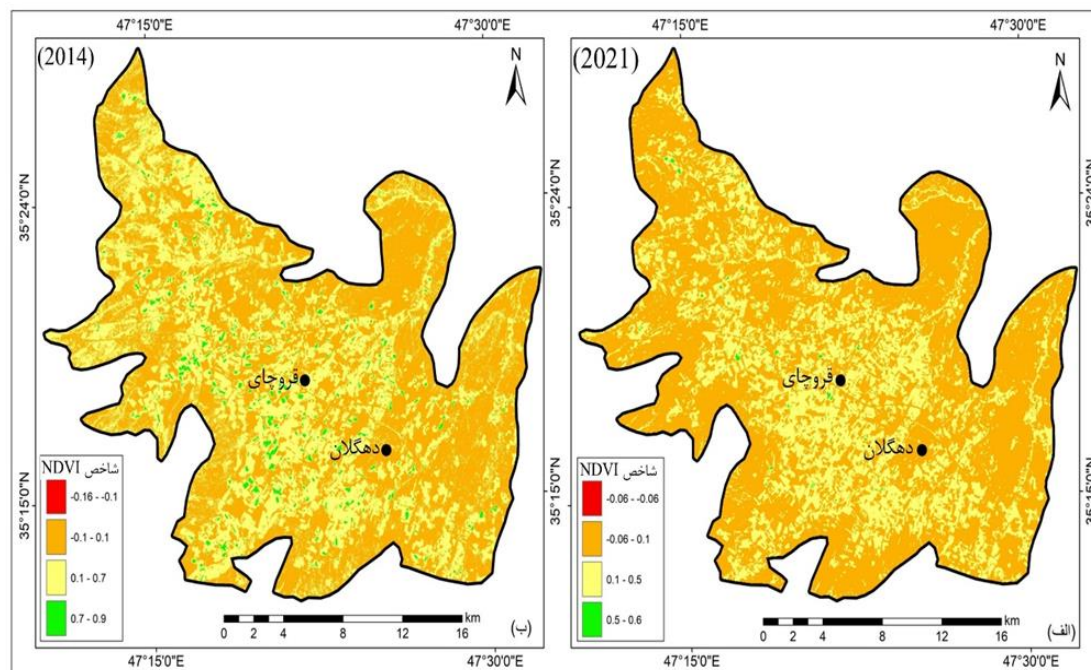 47°15'0"E
47°30'0"E
(2014)
N
35°24'0"N
35°15'0"N
قروچای
دهگلان
شاخص NDVI
-0.16 - -0.1
-0.1 - 0.1
0.1 - 0.7
0.7 - 0.9
km
0 2 4 8 12 16
(ب)
47°15'0"E
47°30'0"E
47°15'0"E
47°30'0"E
(2021)
N
35°24'0"N
35°15'0"N
قروچای
دهگلان
شاخص NDVI
-0.06 - -0.06
-0.06 - 0.1
0.1 - 0.5
0.5 - 0.6
km
0 2 4 8 12 16
(الف)
47°15'0"E
47°30'0"E